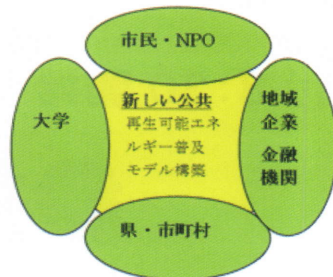 市民・NPO
大学
新しい公共
再生可能エネ
ルギー普及
モデル構築
地域
企業
金融
機関
県・市町村